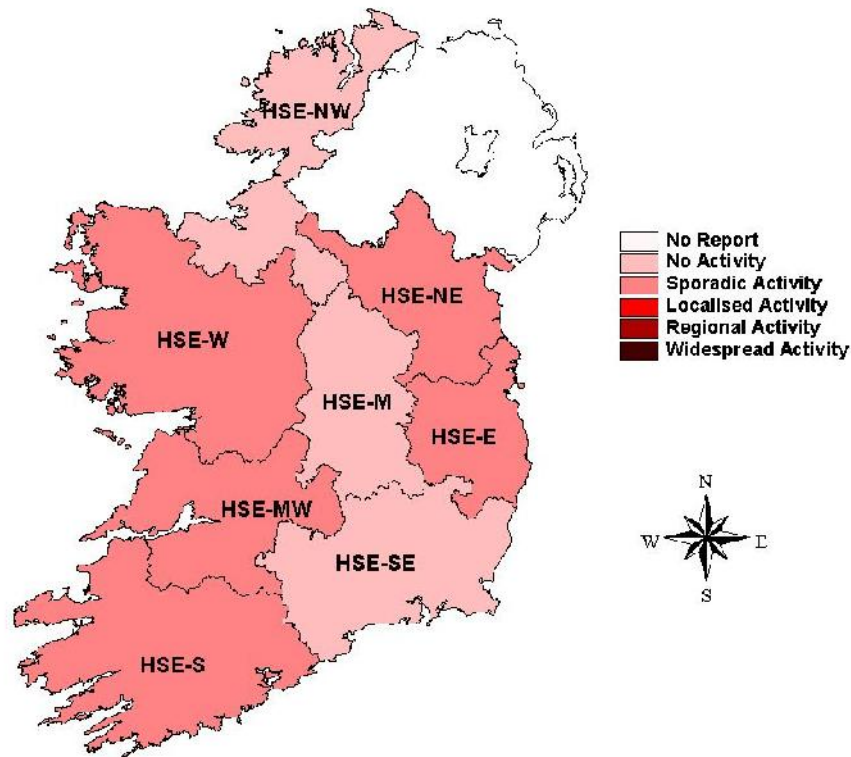 HSE-NW
No Report
No Activity
Sporadic Activity
Localised Activity
Regional Activity
Widespread Activity
HSE-NE
HSE-W
HSE-M
HSE-E
HSE-MW
HSE-SE
HSE-S
N
W E
S